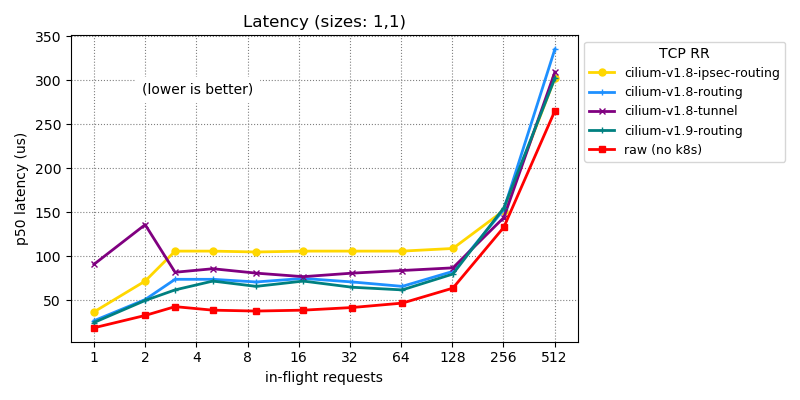 Latency (sizes: 1,1)
350
300
250
200
150
100
50
p50 latency (us)
(lower is better)
1 2 4 8 16 32 64 128 256 512
in-flight requests
TCP RR
cilium-v1.8-ipsec-routing
cilium-v1.8-routing
cilium-v1.8-tunnel
cilium-v1.9-routing
raw (no k8s)